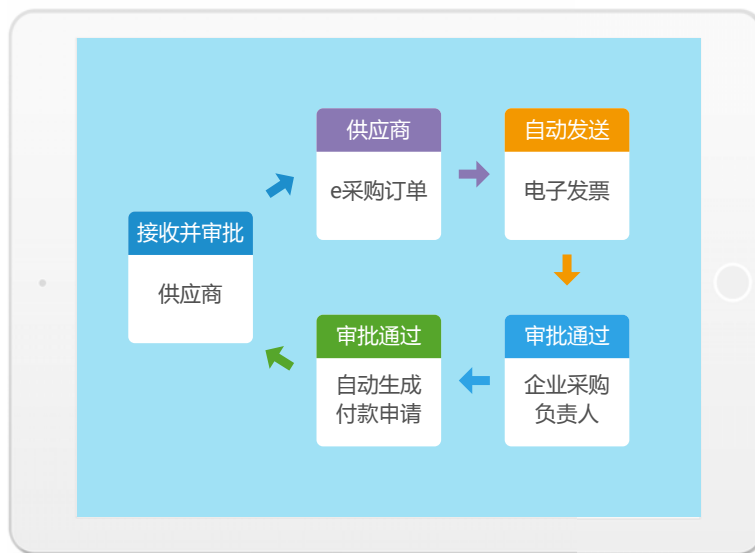 供应商
e采购订单
自动发送
电子发票
接收并审批
供应商
审批通过
自动生成
付款申请
审批通过
企业采购
负责人